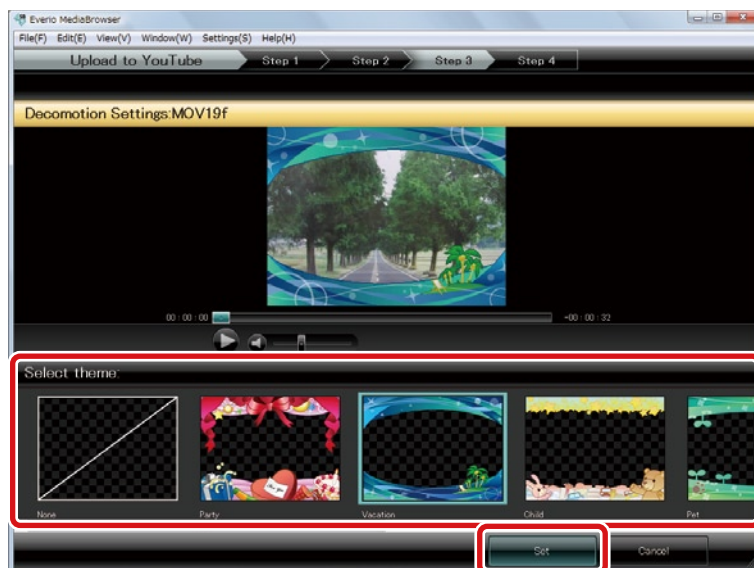 Everio MediaBrowser
File(F) Edit(E) View(V) Window(W) Settings(S) Help(H)
Upload to YouTube Step 1 Step 2 Step 3 Step 4
Decomotion Settings:MOV19f
00 : 00 : 00 -00 : 00 : 32
Select theme:
None Party Vacation Child Pet
Set Cancel